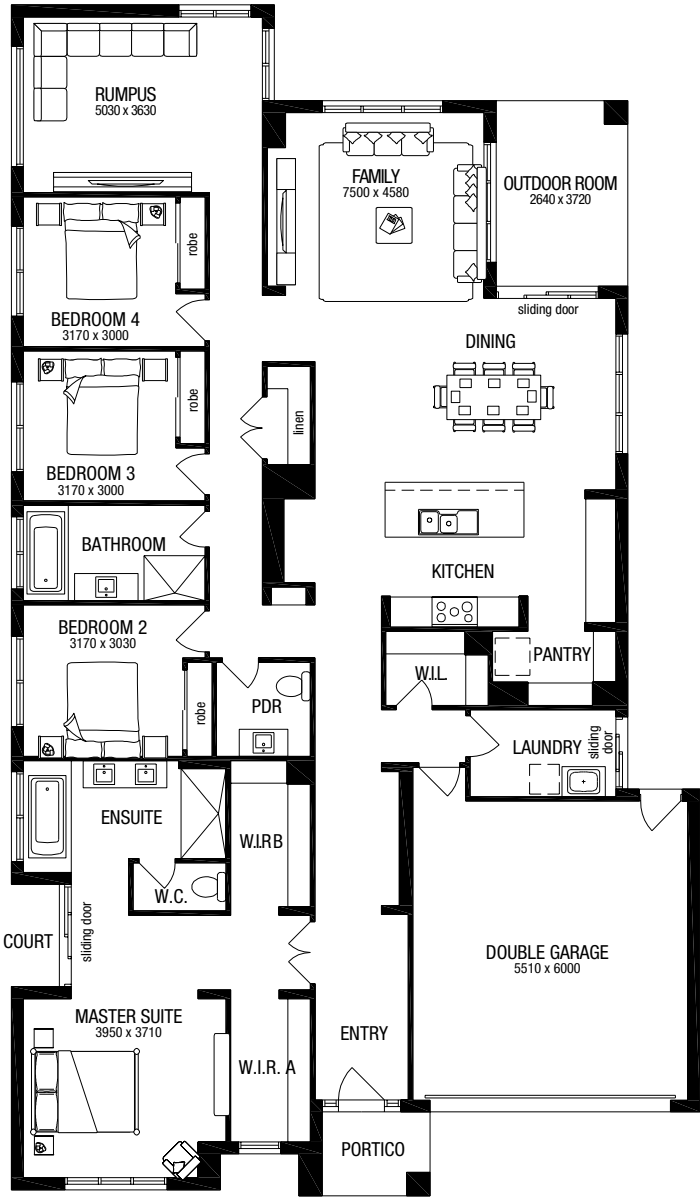 RUMPUS
5030 x 3630
FAMILY
7500 x 4580
OUTDOOR ROOM
2640 x 3720
robe
sliding door
BEDROOM 4
3170 x 3000
DINING
robe
linen
BEDROOM 3
3170 x 3000
BATHROOM
KITCHEN
BEDROOM 2
3170 x 3030
PANTRY
W.I.L.
robe
PDR
LAUNDRY
sliding
door
ENSUITE
W.I.R B
W.C.
COURT
sliding door
DOUBLE GARAGE
5510 x 6000
MASTER SUITE
3950 x 3710
ENTRY
W.I.R. A
PORTICO